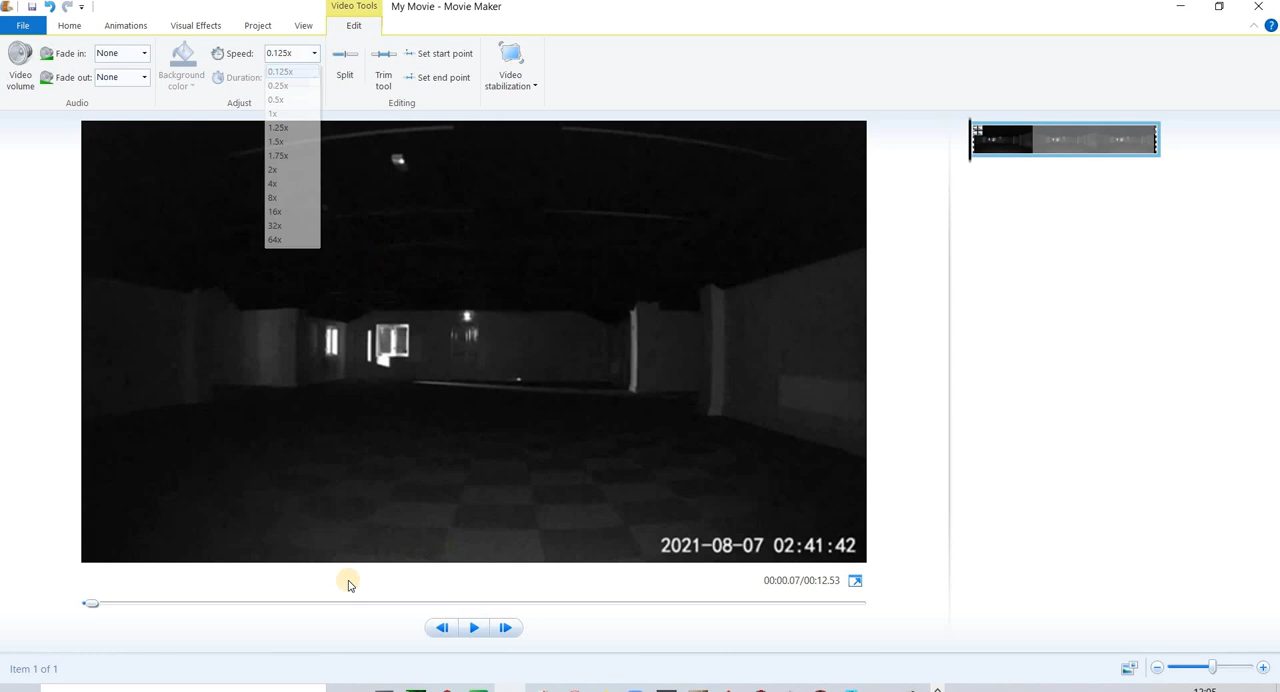 Video Tools
My Movie - Movie Maker
File
Home
Animations
Visual Effects
Project
View
Edit
Video
volume
Fade in:
None
Fade out:
None
Audio
Background
color
Speed:
0.125x
Duration:
Adjust
0.125x
0.25x
0.5x
1x
1.25x
1.5x
1.75x
2x
4x
8x
16x
32x
64x
Split
Trim
tool
Set start point
Set end point
Editing
Video
stabilization
2021-08-07 02:41:42
00:00.07/00:12.53
Item 1 of 1
12:05